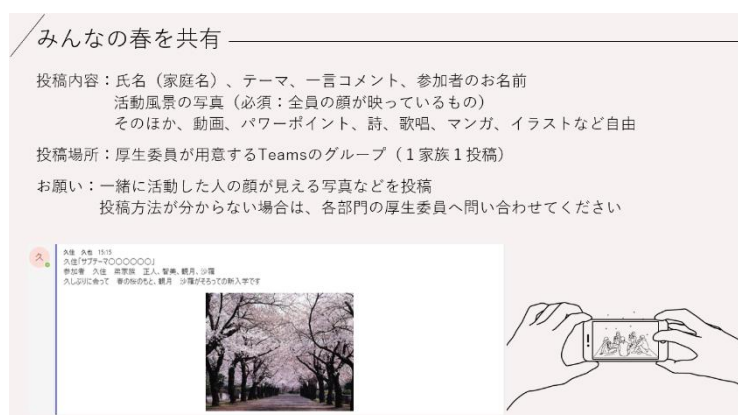 みんなの春を共有
投稿内容：氏名（家庭名）、テーマ、一言コメント、参加者のお名前
活動風景の写真（必須：全員の顔が映っているもの）
そのほか、動画、パワーポイント、詩、歌唱、マンガ、イラストなど自由
投稿場所：厚生委員が用意するTeamsのグループ（１家族１投稿）
お願い：一緒に活動した人の顔が見える写真などを投稿
投稿方法が分からない場合は、各部門の厚生委員へ問い合わせてください
久
久住 久有 15:15
久住「サブテーマ〇〇〇〇〇〇」
参加者 久住 家族 正人、智美、観月、沙羅
久しぶりに会って 春の桜のもと、観月 沙羅がそろっての新入学です